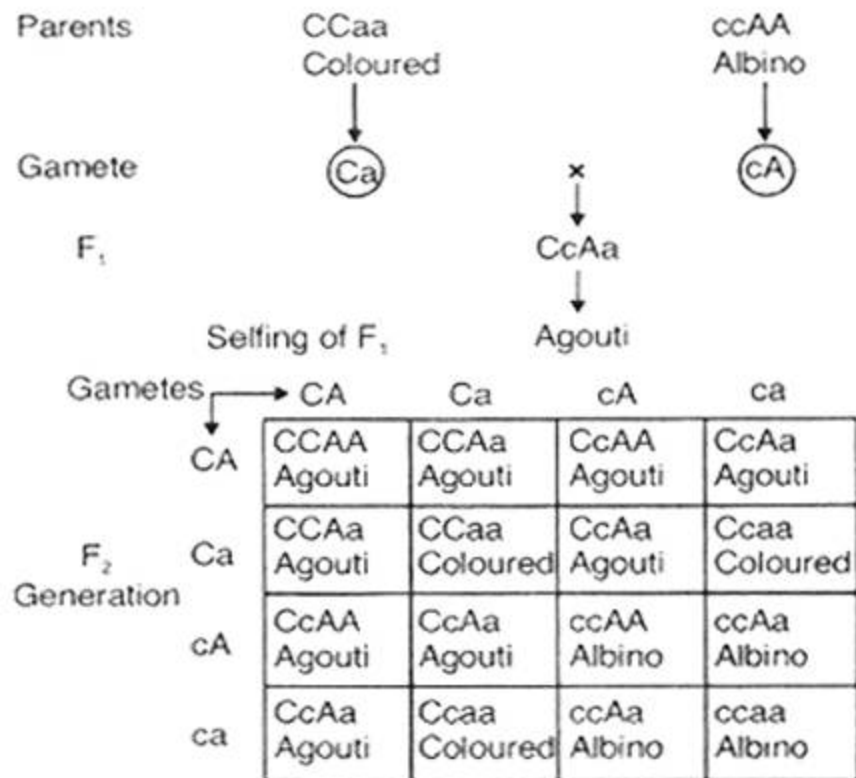 Parents CCaa ccAA
Coloured Albino
Gamete Ca × cA
F₁ CcAa
Selfing of F₁ Agouti
Gametes CA Ca cA ca
CA CCAA CCAa CcAA CcAa
Agouti Agouti Agouti Agouti
F₂ Generation
Ca CCAa CCaa CcAa Ccaa
Agouti Coloured Agouti Coloured
cA CcAA CcAa ccAA ccAa
Agouti Agouti Albino Albino
ca CcAa Ccaa ccAa ccaa
Agouti Coloured Albino Albino